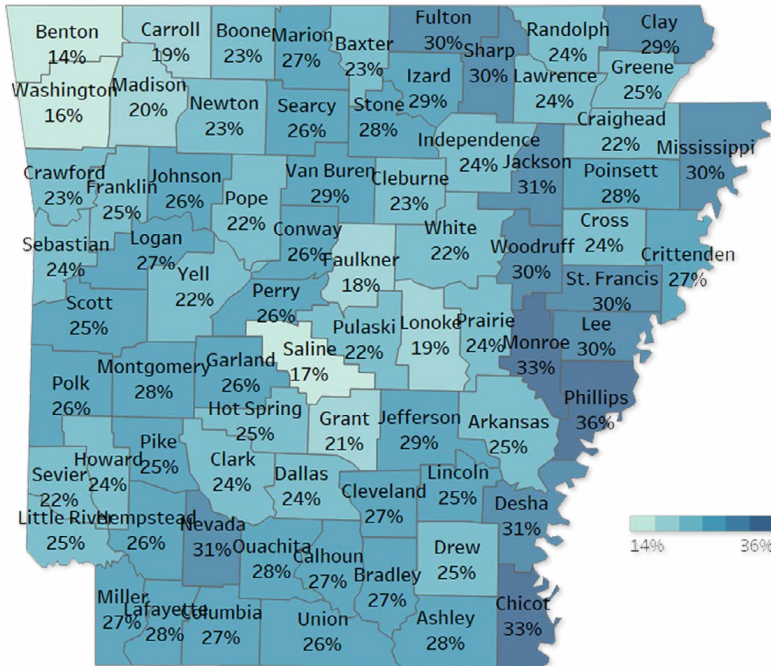 Benton
14%
Carroll
19%
Boone
23%
Marion
27%
Baxter
23%
Fulton
30%
Sharp
30%
Randolph
24%
Clay
29%
Greene
25%
Washington
16%
Madison
20%
Newton
23%
Searcy
26%
Stone
28%
Izard
29%
Lawrence
24%
Independence
24%
Jackson
31%
Craighead
22%
Mississippi
30%
Crawford
23%
Franklin
25%
Johnson
26%
Pope
22%
Van Buren
29%
Cleburne
23%
Poinsett
28%
Sebastian
24%
Logan
27%
Yell
22%
Conway
26%
Faulkner
18%
White
22%
Woodruff
30%
Cross
24%
Crittenden
27%
St. Francis
30%
Scott
25%
Perry
26%
Saline
17%
Pulaski
22%
Lonoke
19%
Prairie
24%
Monroe
33%
Lee
30%
Polk
26%
Montgomery
28%
Garland
26%
Hot Spring
25%
Grant
21%
Jefferson
29%
Arkansas
25%
Phillips
36%
Sevier
22%
Howard
24%
Pike
25%
Clark
24%
Dallas
24%
Cleveland
27%
Lincoln
25%
Desha
31%
Little River
25%
Hempstead
26%
Nevada
31%
Ouachita
28%
Calhoun
27%
Bradley
27%
Drew
25%
Chicot
33%
Miller
27%
Lafayette
28%
Columbia
27%
Union
26%
Ashley
28%
14% 36%